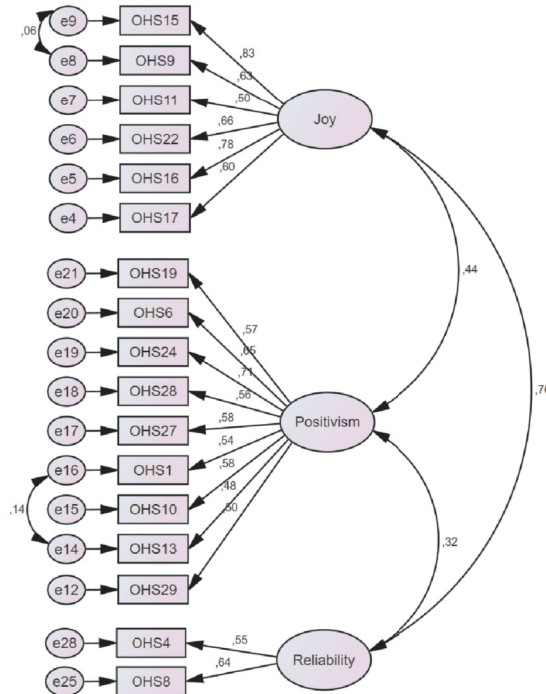 e9 OHS15
,06
,83
e8 OHS9
,63
e7 OHS11
,50
Joy
e6 OHS22
,66
e5 OHS16
,78
e4 OHS17
,60
e21 OHS19
,44
e20 OHS6
,57
e19 OHS24
,65
,71
e18 OHS28
,56
,76
e17 OHS27
,58
Positivism
e16 OHS1
,54
e15 OHS10
,58
,14
e14 OHS13
,48
,50
,32
e12 OHS29
e28 OHS4
,55
Reliability
e25 OHS8
,64